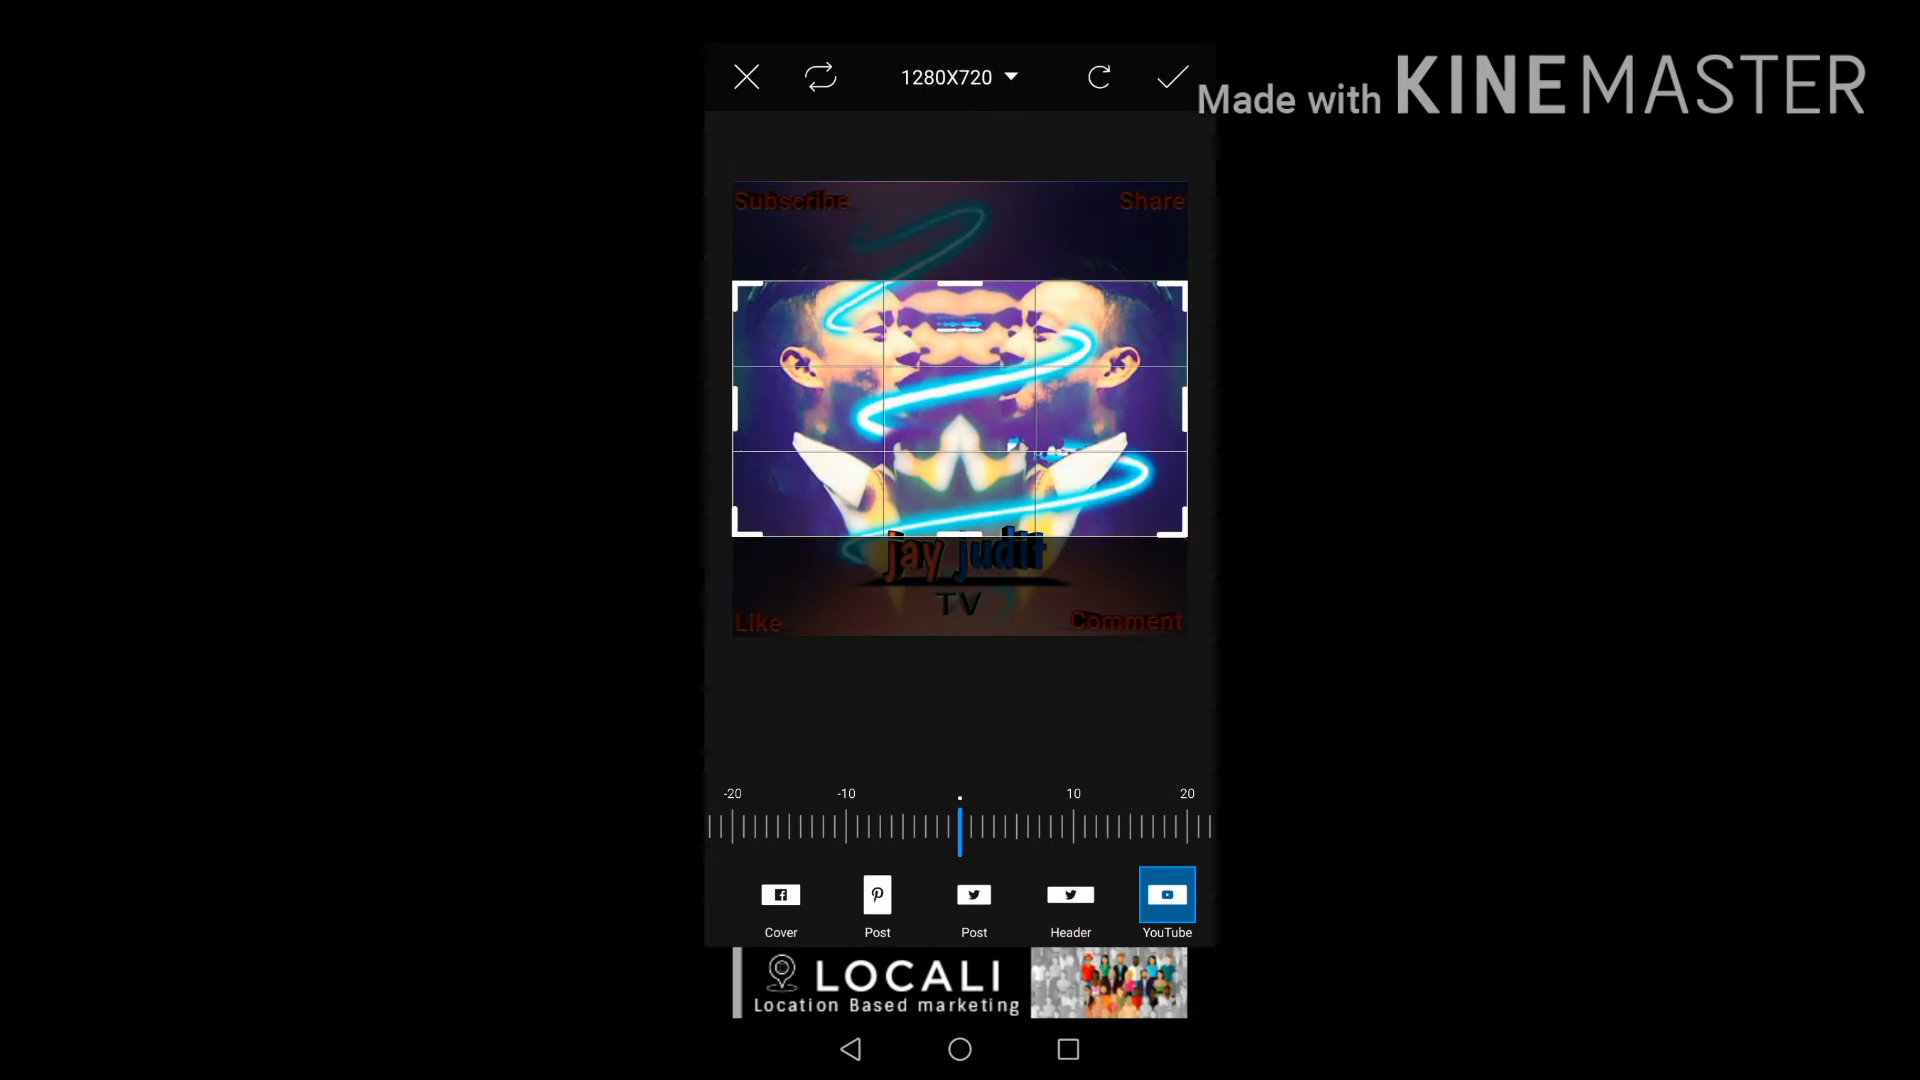 1280X720
Made with KINEMASTER
Subscribe
Share
jay judit
TV
Like
Comment
-20
-10
10
20
Cover
Post
Post
Header
YouTube
LOCALI
Location Based marketing